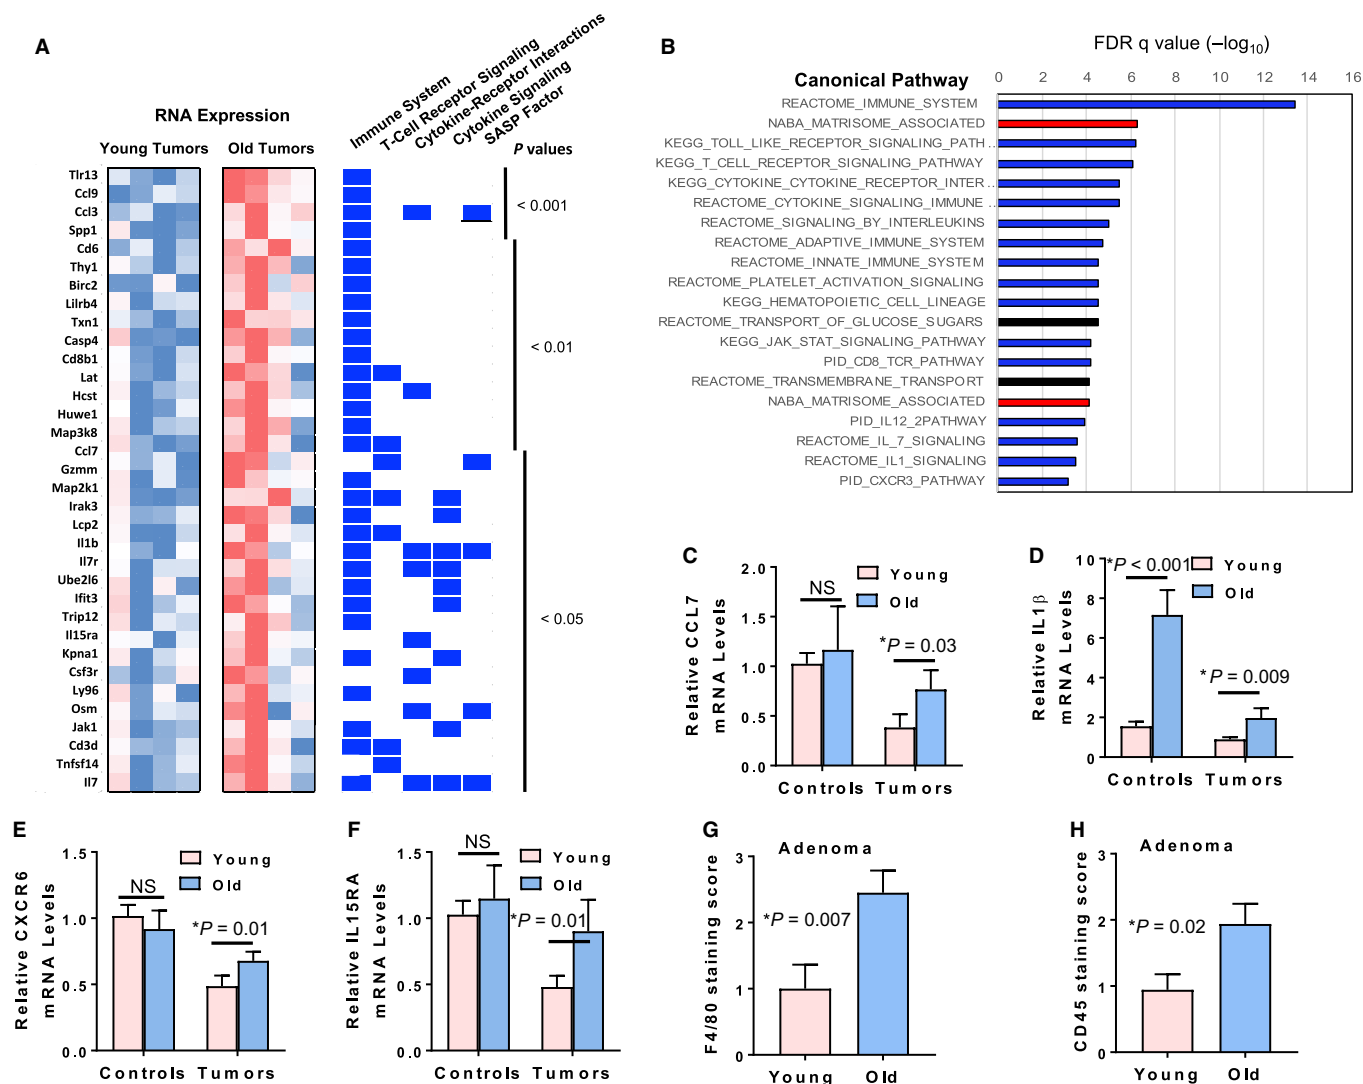 A
RNA Expression
Young Tumors
Old Tumors
Immune System
T-Cell Receptor Signaling
Cytokine-Receptor Interactions
Cytokine Signaling
SASP Factor
P values
Tlr13
Ccl9
Ccl3
Spp1
Cd6
Thy1
Birc2
Lilrb4
Txn1
Casp4
Cd8b1
Lat
Hcst
Huwe1
Map3k8
Ccl7
Gzmm
Map2k1
Irak3
Lcp2
Il1b
Il7r
Ube2l6
Ifit3
Trip12
Il15ra
Kpna1
Csf3r
Ly96
Osm
Jak1
Cd3d
Tnfsf14
Il7
< 0.001
< 0.01
< 0.05
B
FDR q value (–log10)
Canonical Pathway
0 2 4 6 8 10 12 14 16
REACTOME_IMMUNE_SYSTEM
NABA_MATRISOME_ASSOCIATED
KEGG_TOLL_LIKE_RECEPTOR_SIGNALING_PATH ..
KEGG_T_CELL_RECEPTOR_SIGNALING_PATHWAY
KEGG_CYTOKINE_CYTOKINE_RECEPTOR_INTER ..
REACTOME_CYTOKINE_SIGNALING_IMMUNE ..
REACTOME_SIGNALING_BY_INTERLEUKINS
REACTOME_ADAPTIVE_IMMUNE_SYSTEM
REACTOME_INNATE_IMMUNE_SYSTEM
REACTOME_PLATELET_ACTIVATION_SIGNALING
KEGG_HEMATOPOIETIC_CELL_LINEAGE
REACTOME_TRANSPORT_OF_GLUCOSE_SUGARS
KEGG_JAK_STAT_SIGNALING_PATHWAY
PID_CD8_TCR_PATHWAY
REACTOME_TRANSMEMBRANE_TRANSPORT
NABA_MATRISOME_ASSOCIATED
PID_IL12_2PATHWAY
REACTOME_IL_7_SIGNALING
REACTOME_IL1_SIGNALING
PID_CXCR3_PATHWAY
C
Relative CCL7
mRNA Levels
2.0
1.5
1.0
0.5
0.0
NS
*P = 0.03
Young
Old
Controls Tumors
D
Relative IL1β
mRNA Levels
10
8
6
4
2
0
*P < 0.001
*P = 0.009
Young
Old
Controls Tumors
E
Relative CXCR6
mRNA Levels
1.5
1.0
0.5
0.0
NS
*P = 0.01
Young
Old
Controls Tumors
F
Relative IL15RA
mRNA Levels
1.5
1.0
0.5
0.0
NS
*P = 0.01
Young
Old
Controls Tumors
G
Adenoma
F4/80 staining score
3
2
1
0
*P = 0.007
Young Old
H
Adenoma
CD45 staining score
3
2
1
0
*P = 0.02
Young Old